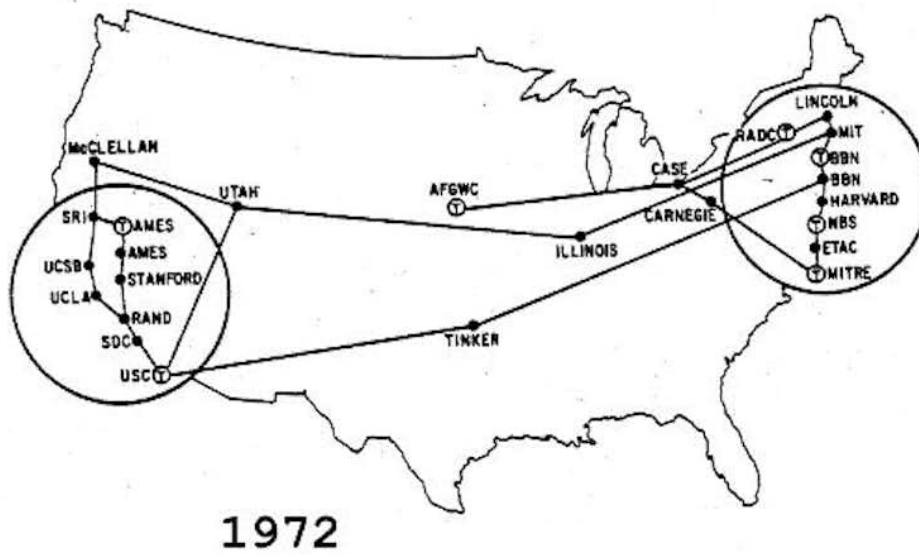 LINCOLN
RADC T
MIT
T BBN
McCLELLAN
CASE
BBN
UTAH
AFGWC
T
HARVARD
CARNEGIE
SRI
T AMES
T NBS
ILLINOIS
ETAC
AMES
UCSB
T MITRE
STANFORD
UCLA
RAND
SDC
TINKER
USC T
1972